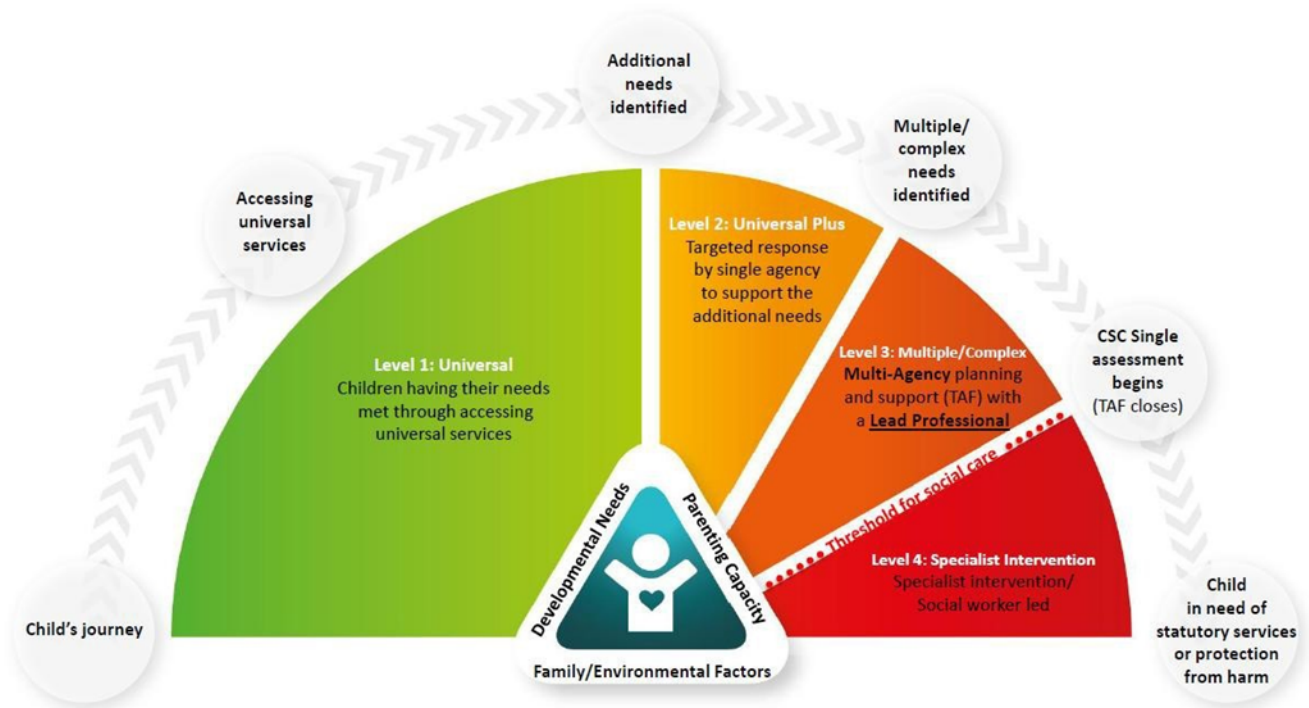 Child's journey
Accessing
universal
services
Additional
needs
identified
Multiple/
complex
needs
identified
CSC Single
assessment
begins
(TAF closes)
Child
in need of
statutory services
or protection
from harm
Level 1: Universal
Children having their needs
met through accessing
universal services
Level 2: Universal Plus
Targeted response
by single agency
to support the
additional needs
Level 3: Multiple/Complex
Multi-Agency planning
and support (TAF) with
a Lead Professional
Threshold for social care
Level 4: Specialist Intervention
Specialist intervention/
Social worker led
Developmental Needs
Parenting Capacity
Family/Environmental Factors